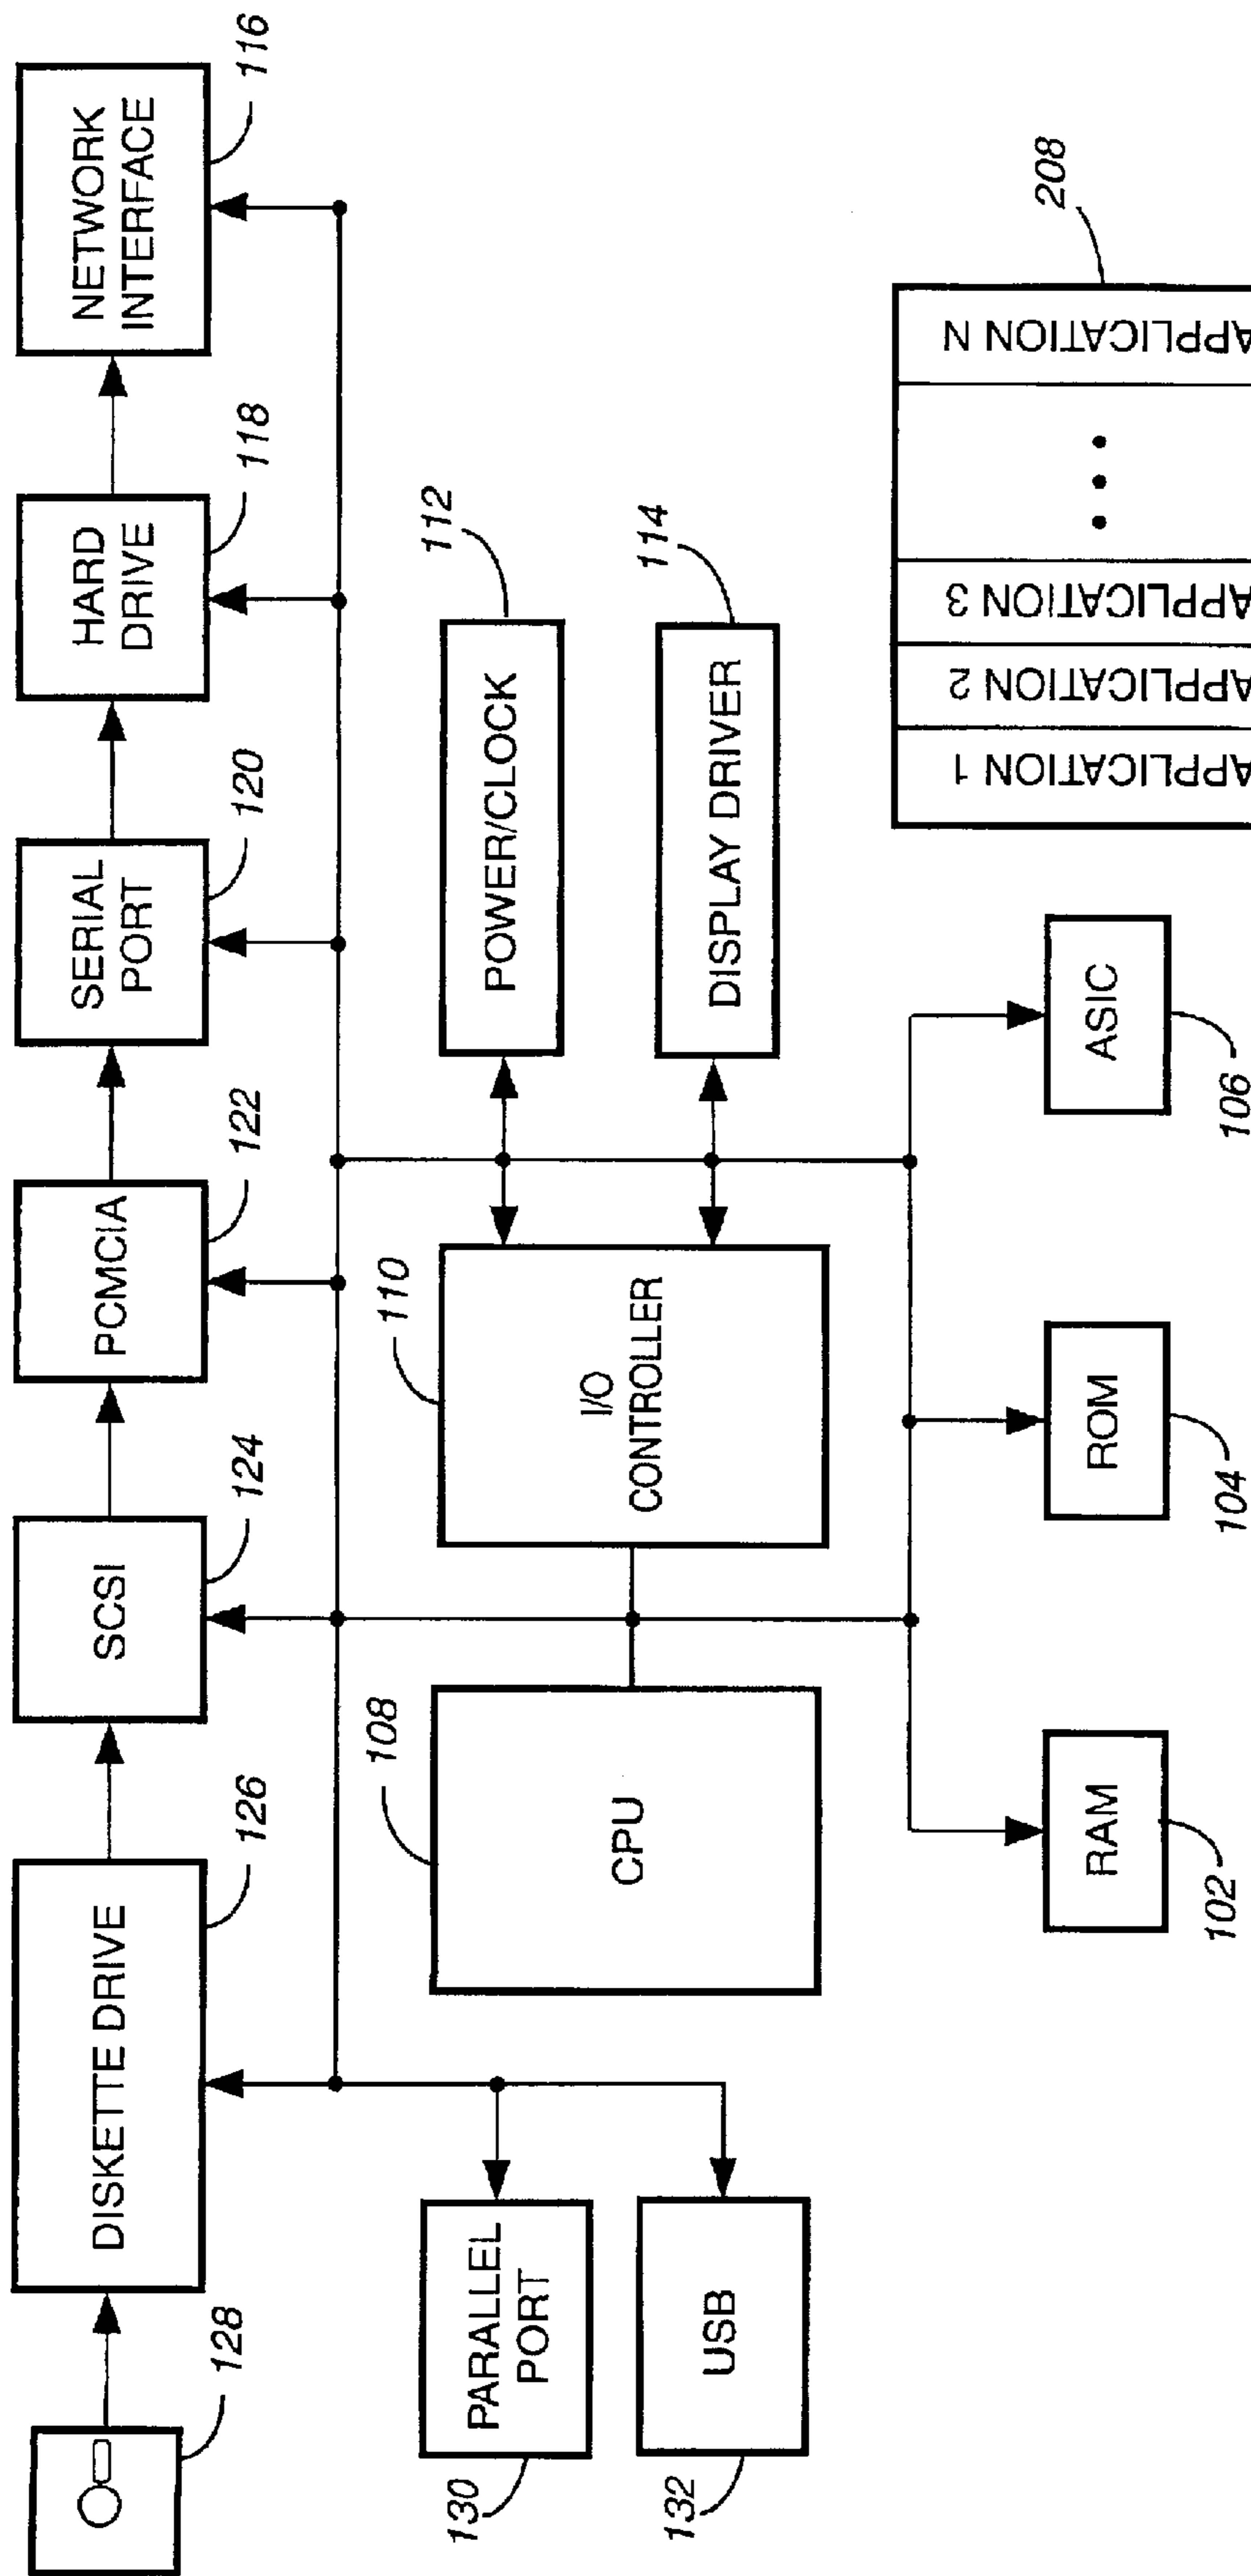 128
DISKETTE DRIVE
126
SCSI
124
PCMCIA
122
SERIAL
PORT
120
HARD
DRIVE
118
NETWORK
INTERFACE
116
PARALLEL
PORT
130
USB
132
108
CPU
110
I/O
CONTROLLER
POWER/CLOCK
112
DISPLAY DRIVER
114
RAM
102
ROM
104
ASIC
106
APPLICATION 1
APPLICATION 2
APPLICATION 3
APPLICATION N
208